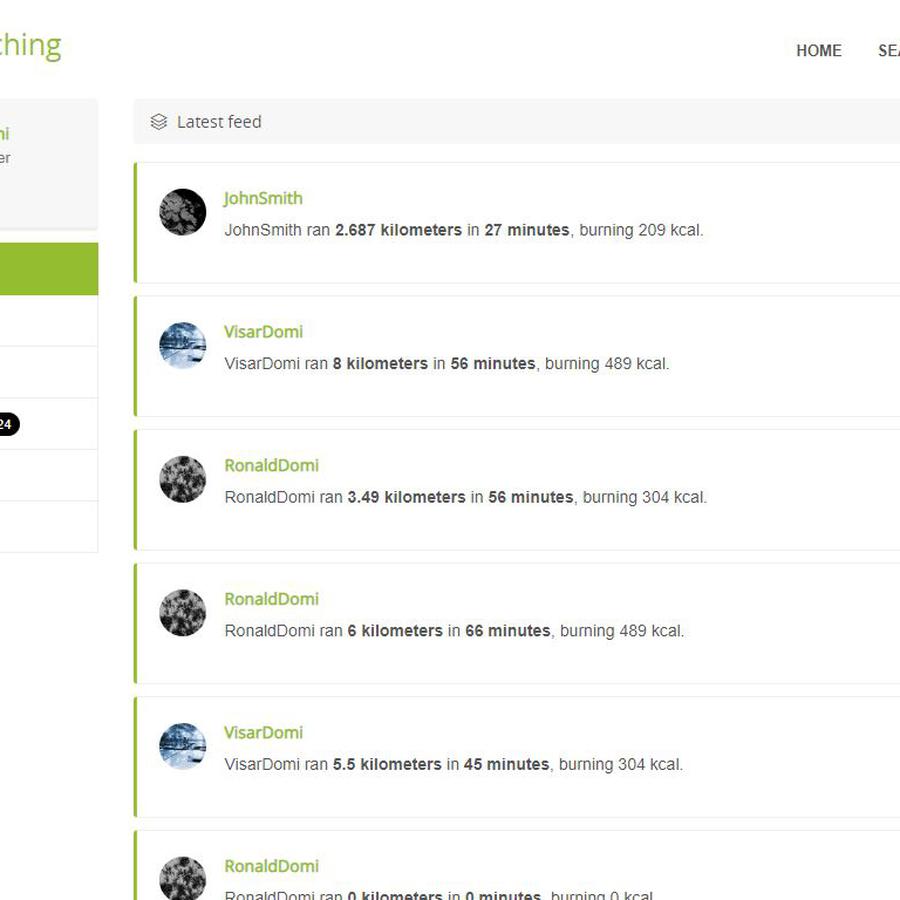 ching
HOME
SEA
ni
er
24
Latest feed
JohnSmith
JohnSmith ran 2.687 kilometers in 27 minutes, burning 209 kcal.
VisarDomi
VisarDomi ran 8 kilometers in 56 minutes, burning 489 kcal.
RonaldDomi
RonaldDomi ran 3.49 kilometers in 56 minutes, burning 304 kcal.
RonaldDomi
RonaldDomi ran 6 kilometers in 66 minutes, burning 489 kcal.
VisarDomi
VisarDomi ran 5.5 kilometers in 45 minutes, burning 304 kcal.
RonaldDomi
RonaldDomi ran 0 kilometers in 0 minutes, burning 0 kcal.